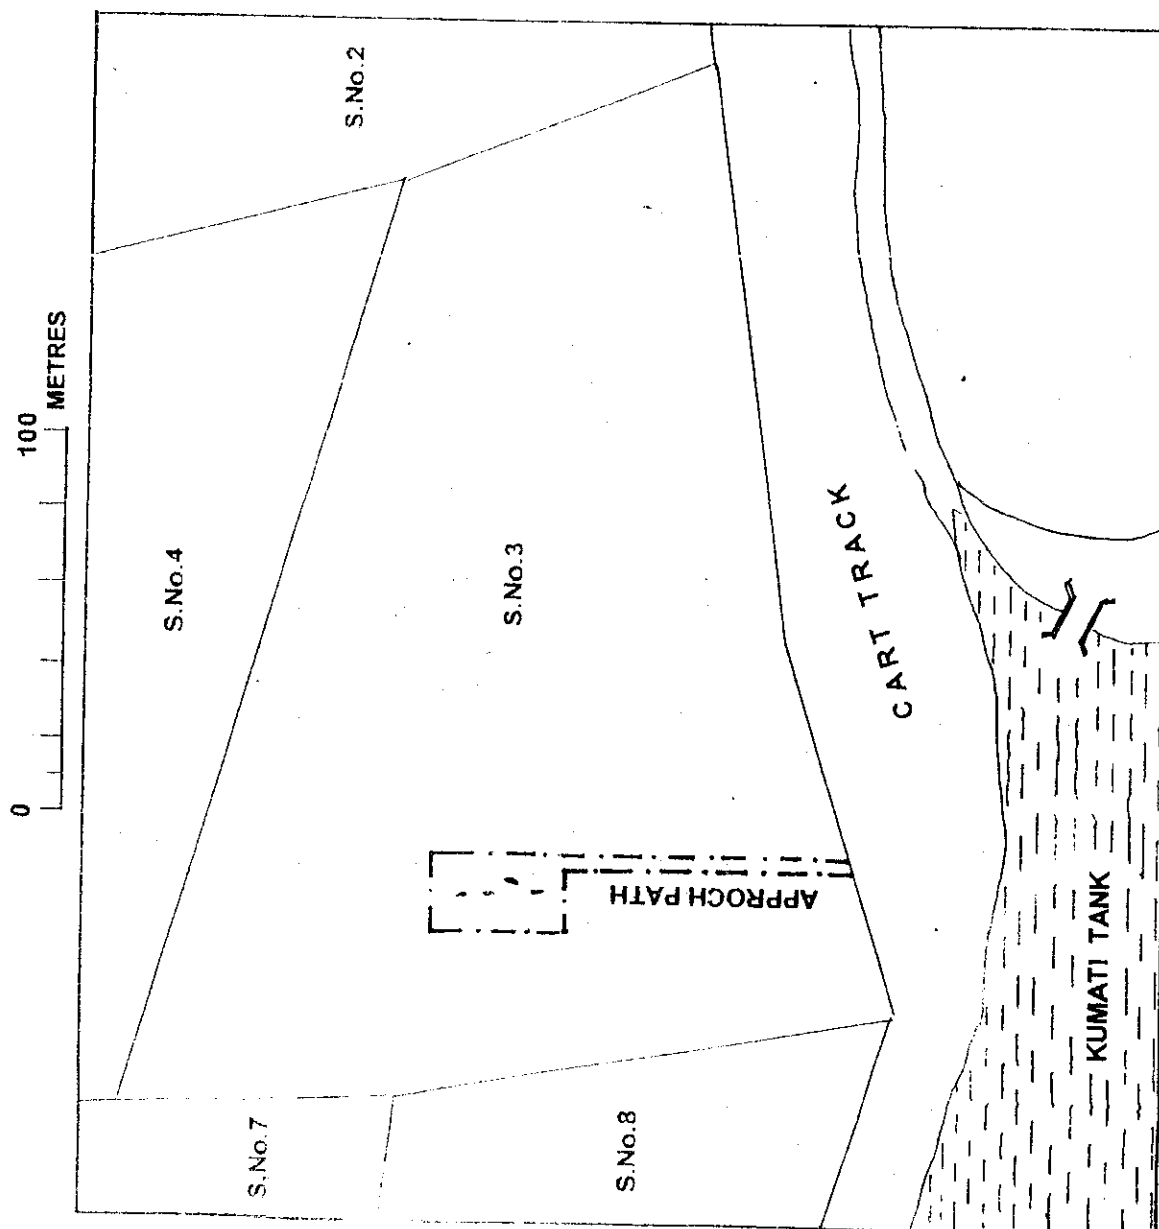 0 100
METRES
S.No.2
S.No.4
S.No.3
S.No.7
S.No.8
APPROCH PATH
CART TRACK
KUMATI TANK